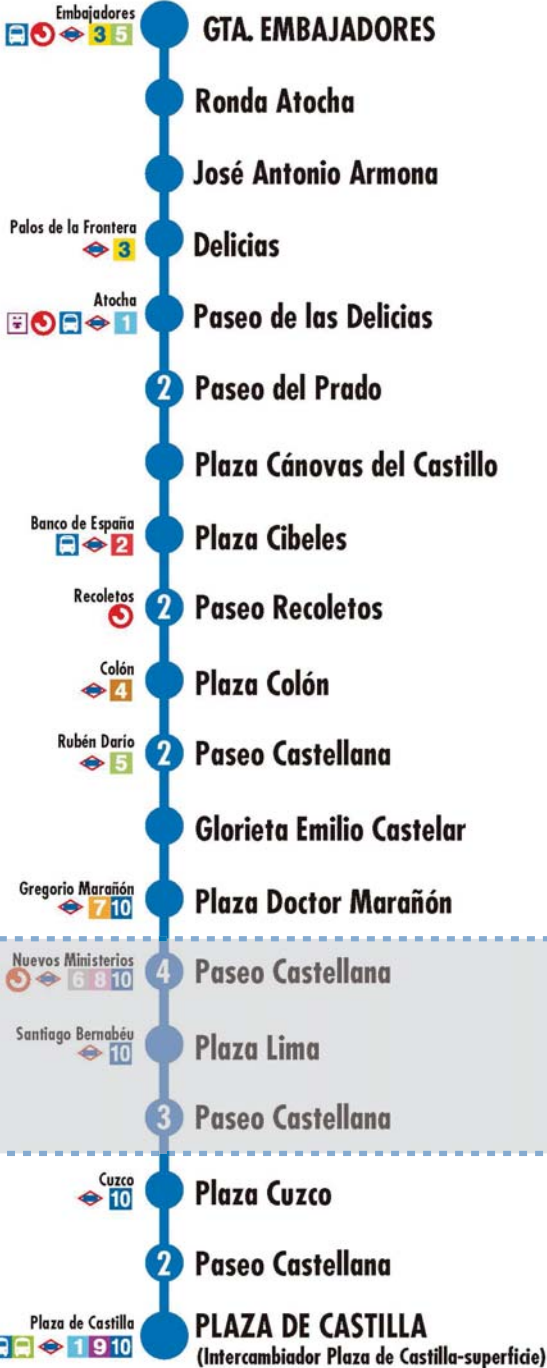 Embajadores
3 5
GTA. EMBAJADORES
Ronda Atocha
José Antonio Armona
Palos de la Frontera
3
Delicias
Atocha
1
Paseo de las Delicias
2 Paseo del Prado
Plaza Cánovas del Castillo
Banco de España
2
Plaza Cibeles
Recoletos
2 Paseo Recoletos
Colón
4
Plaza Colón
Rubén Darío
5
2 Paseo Castellana
Glorieta Emilio Castelar
Gregorio Marañón
7 10
Plaza Doctor Marañón
Nuevos Ministerios
6 8 10
4 Paseo Castellana
Santiago Bernabéu
10
Plaza Lima
3 Paseo Castellana
Cuzco
10
Plaza Cuzco
2 Paseo Castellana
Plaza de Castilla
1 9 10
PLAZA DE CASTILLA
(Intercambiador Plaza de Castilla-superficie)